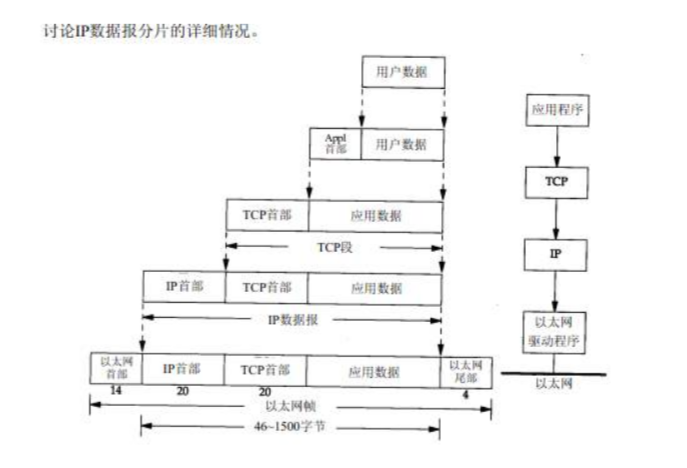 讨论IP数据报分片的详细情况。
用户数据
应用程序
Appl
首部
用户数据
TCP
TCP首部
应用数据
TCP段
IP
IP首部
TCP首部
应用数据
IP数据报
以太网
驱动程序
以太网
首部
IP首部
TCP首部
应用数据
以太网
尾部
以太网
14
20
20
4
以太网帧
46~1500字节